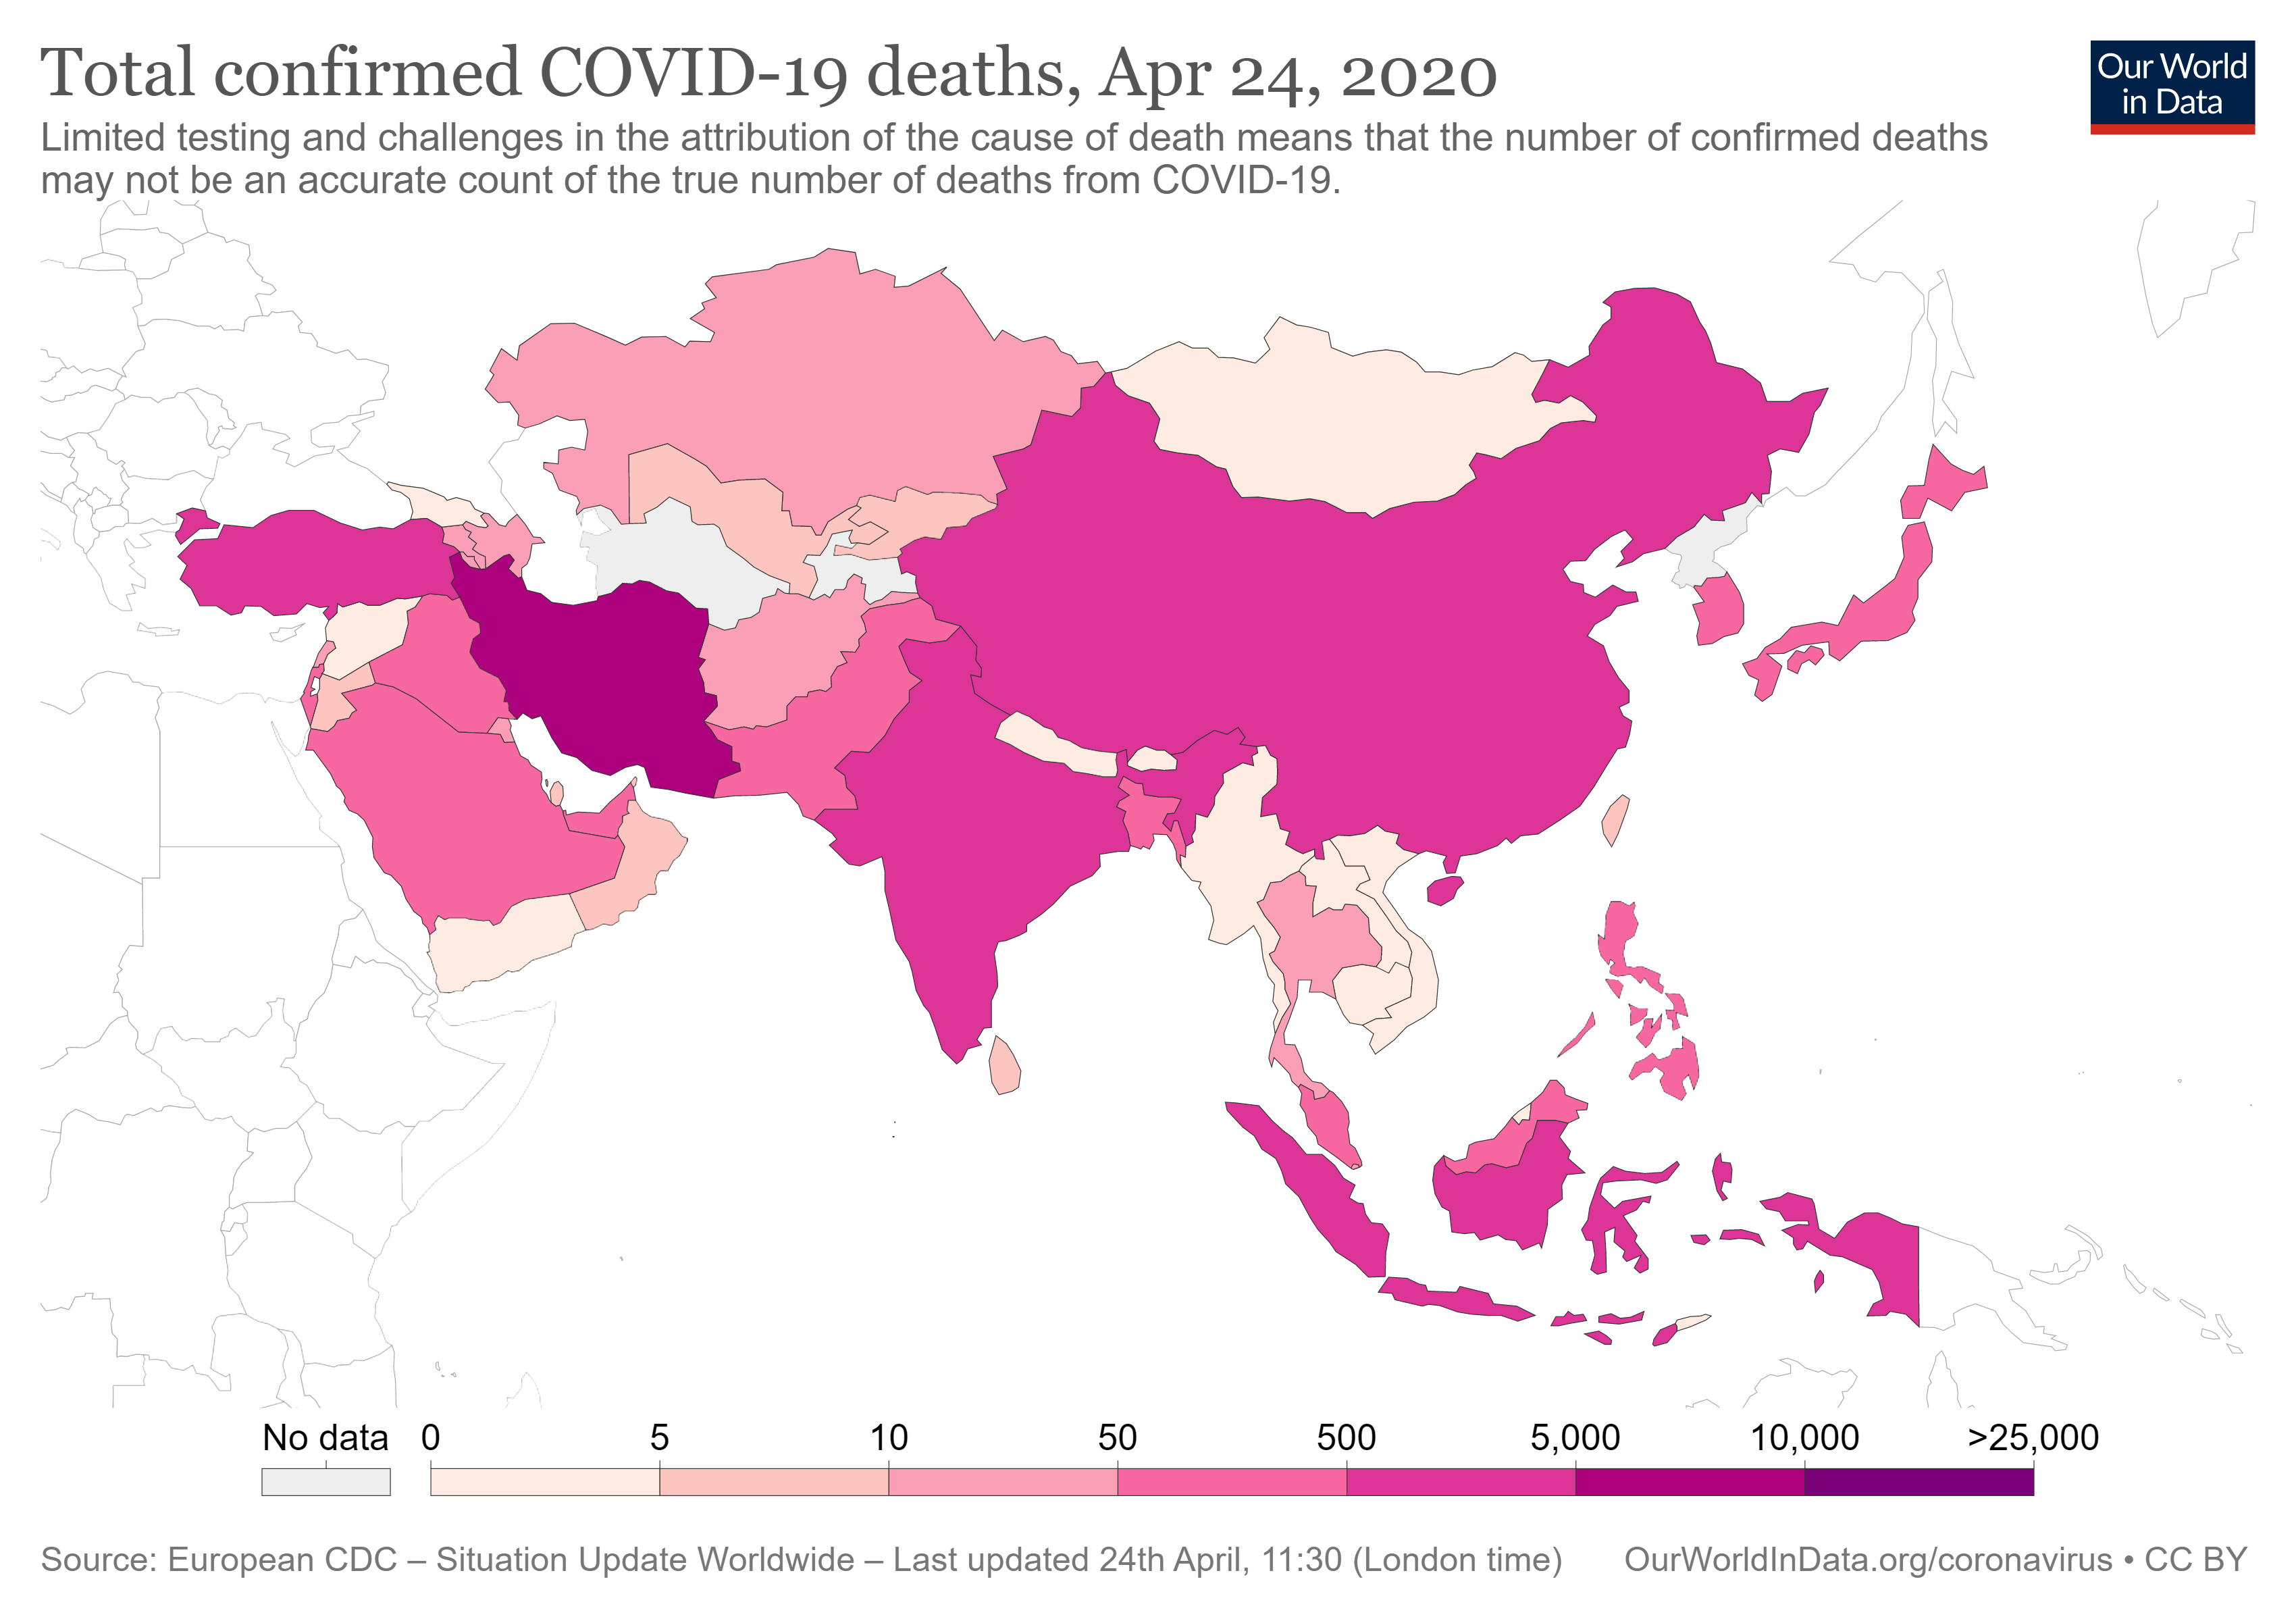 Total confirmed COVID-19 deaths, Apr 24, 2020
Our World
in Data
Limited testing and challenges in the attribution of the cause of death means that the number of confirmed deaths
may not be an accurate count of the true number of deaths from COVID-19.
No data 0 5 10 50 500 5,000 10,000 >25,000
Source: European CDC – Situation Update Worldwide – Last updated 24th April, 11:30 (London time) OurWorldInData.org/coronavirus • CC BY